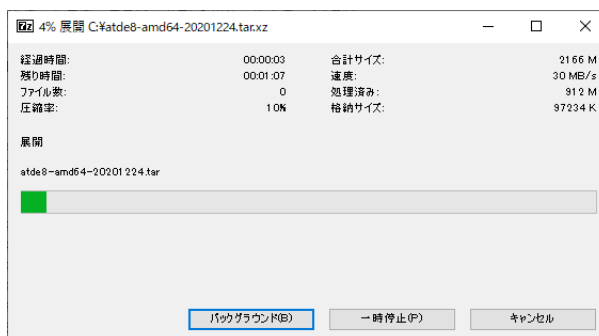 7z 4% 展開 C:¥atde8-amd64-20201224.tar.xz
経過時間: 00:00:03 合計サイズ: 2166 M
残り時間: 00:01:07 速度: 30 MB/s
ファイル数: 0 処理済み: 912 M
圧縮率: 10% 格納サイズ: 97234 K
展開
atde8-amd64-20201224.tar
バックグラウンド(B) 一時停止(P) キャンセル